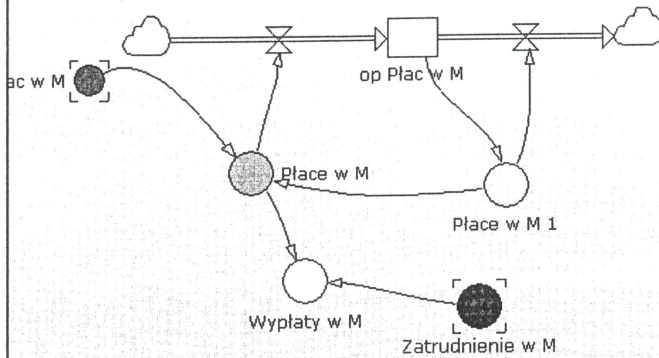 op Płac w M
ac w M
Płace w M
Płace w M 1
Wypłaty w M
Zatrudnienie w M